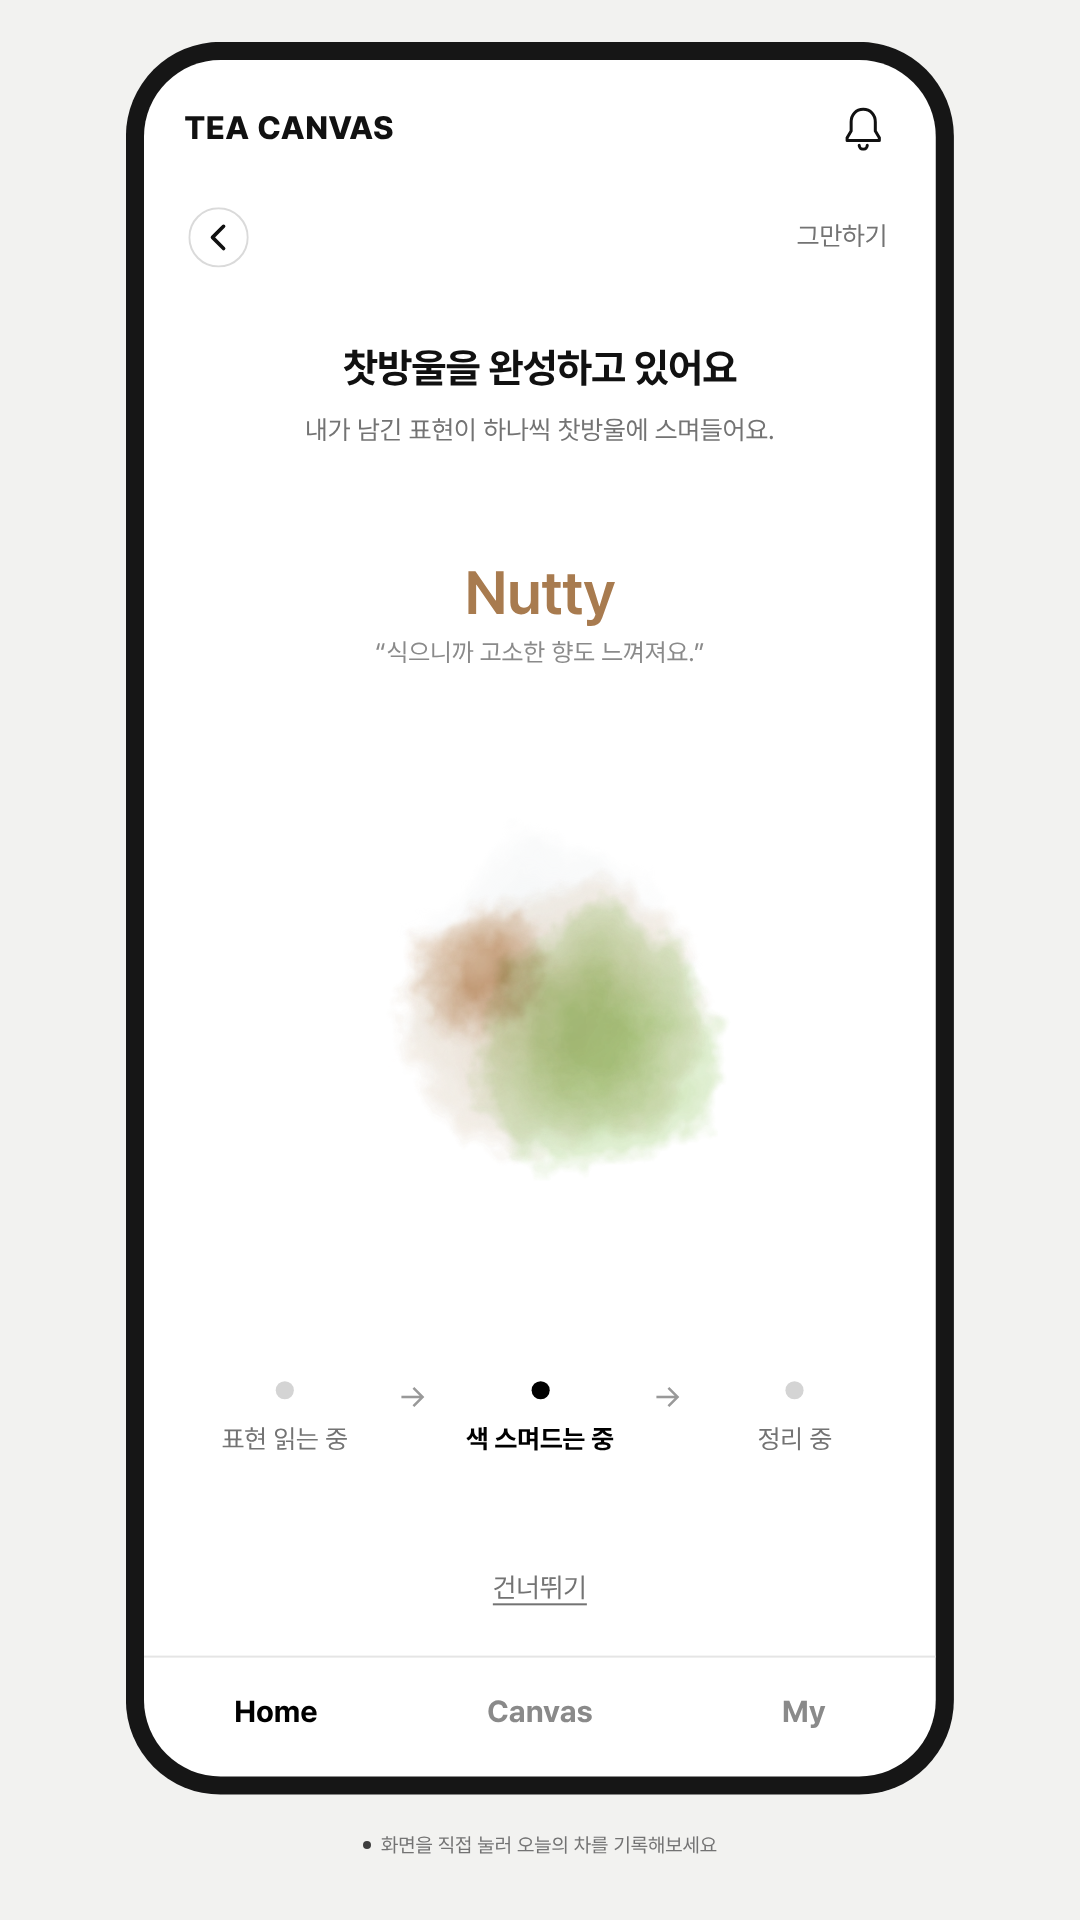 TEA CANVAS
그만하기
찻방울을 완성하고 있어요
내가 남긴 표현이 하나씩 찻방울에 스며들어요.
Nutty
“식으니까 고소한 향도 느껴져요.”
표현 읽는 중 → 색 스며드는 중 → 정리 중
건너뛰기
Home Canvas My
화면을 직접 눌러 오늘의 차를 기록해보세요